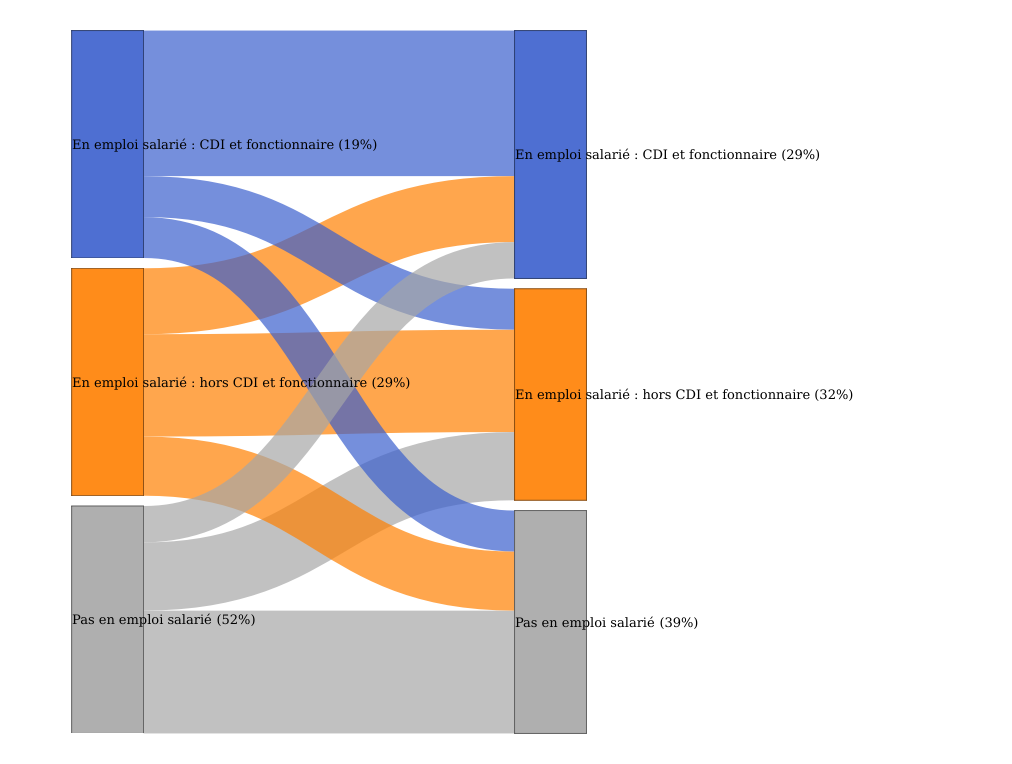 En emploi salarié : CDI et fonctionnaire (19%)
En emploi salarié : CDI et fonctionnaire (29%)
En emploi salarié : hors CDI et fonctionnaire (29%)
En emploi salarié : hors CDI et fonctionnaire (32%)
Pas en emploi salarié (52%)
Pas en emploi salarié (39%)